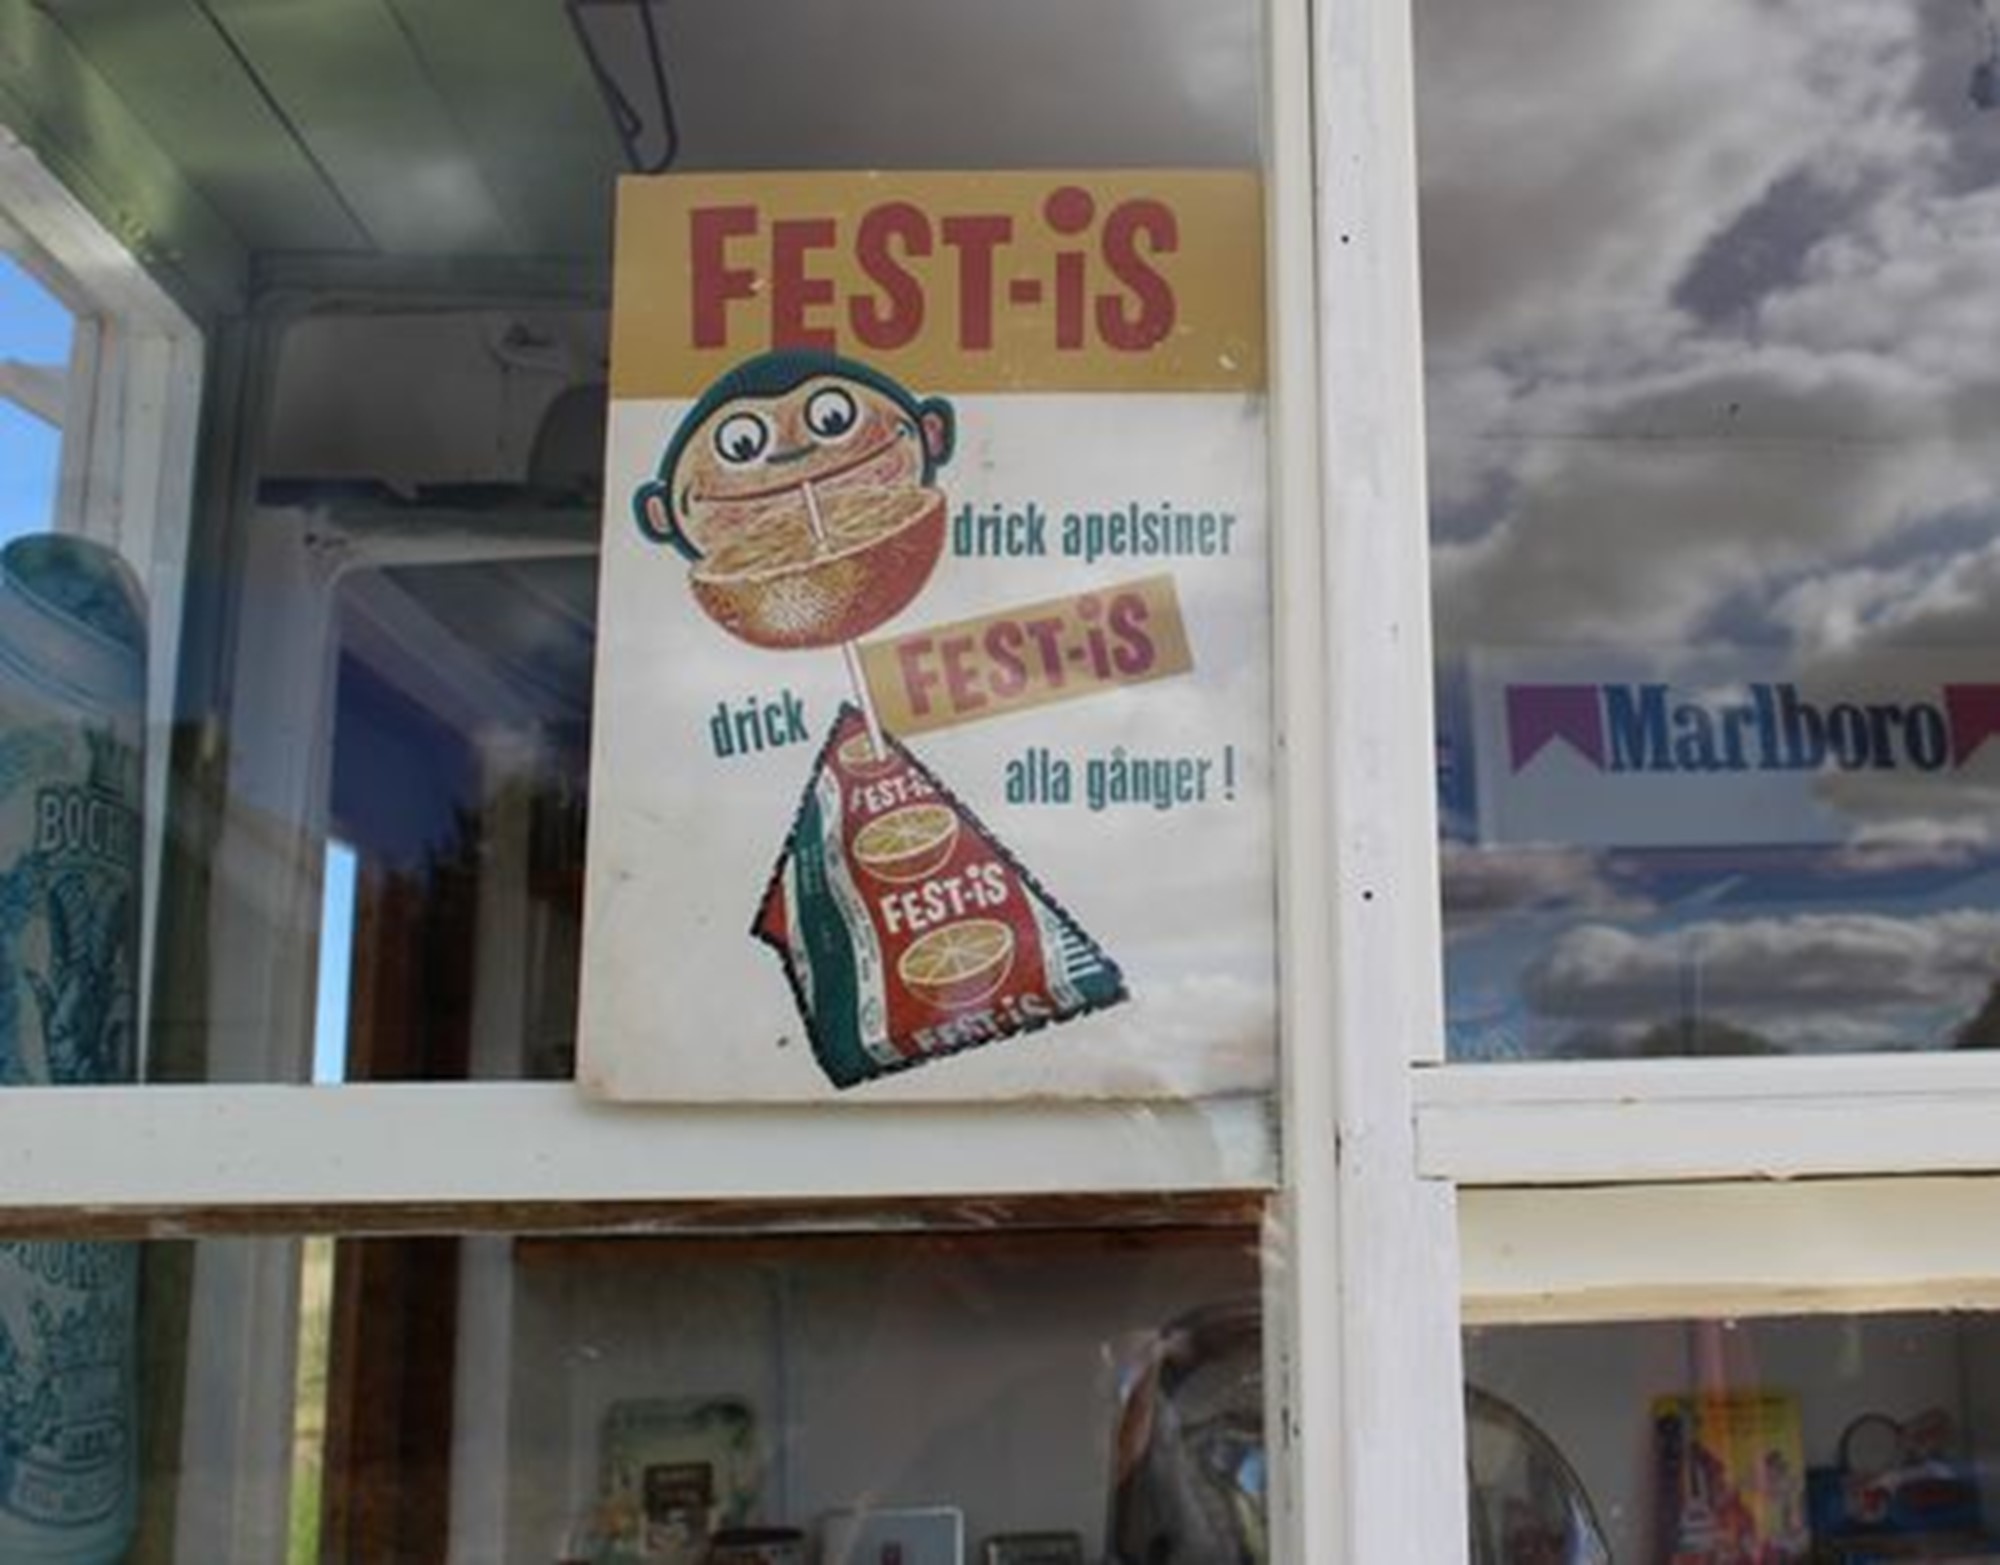 FEST-iS
drick apelsiner
FEST-iS
drick
alla gånger !
FEST-iS
FEST-iS
FEST-iS
Marlboro